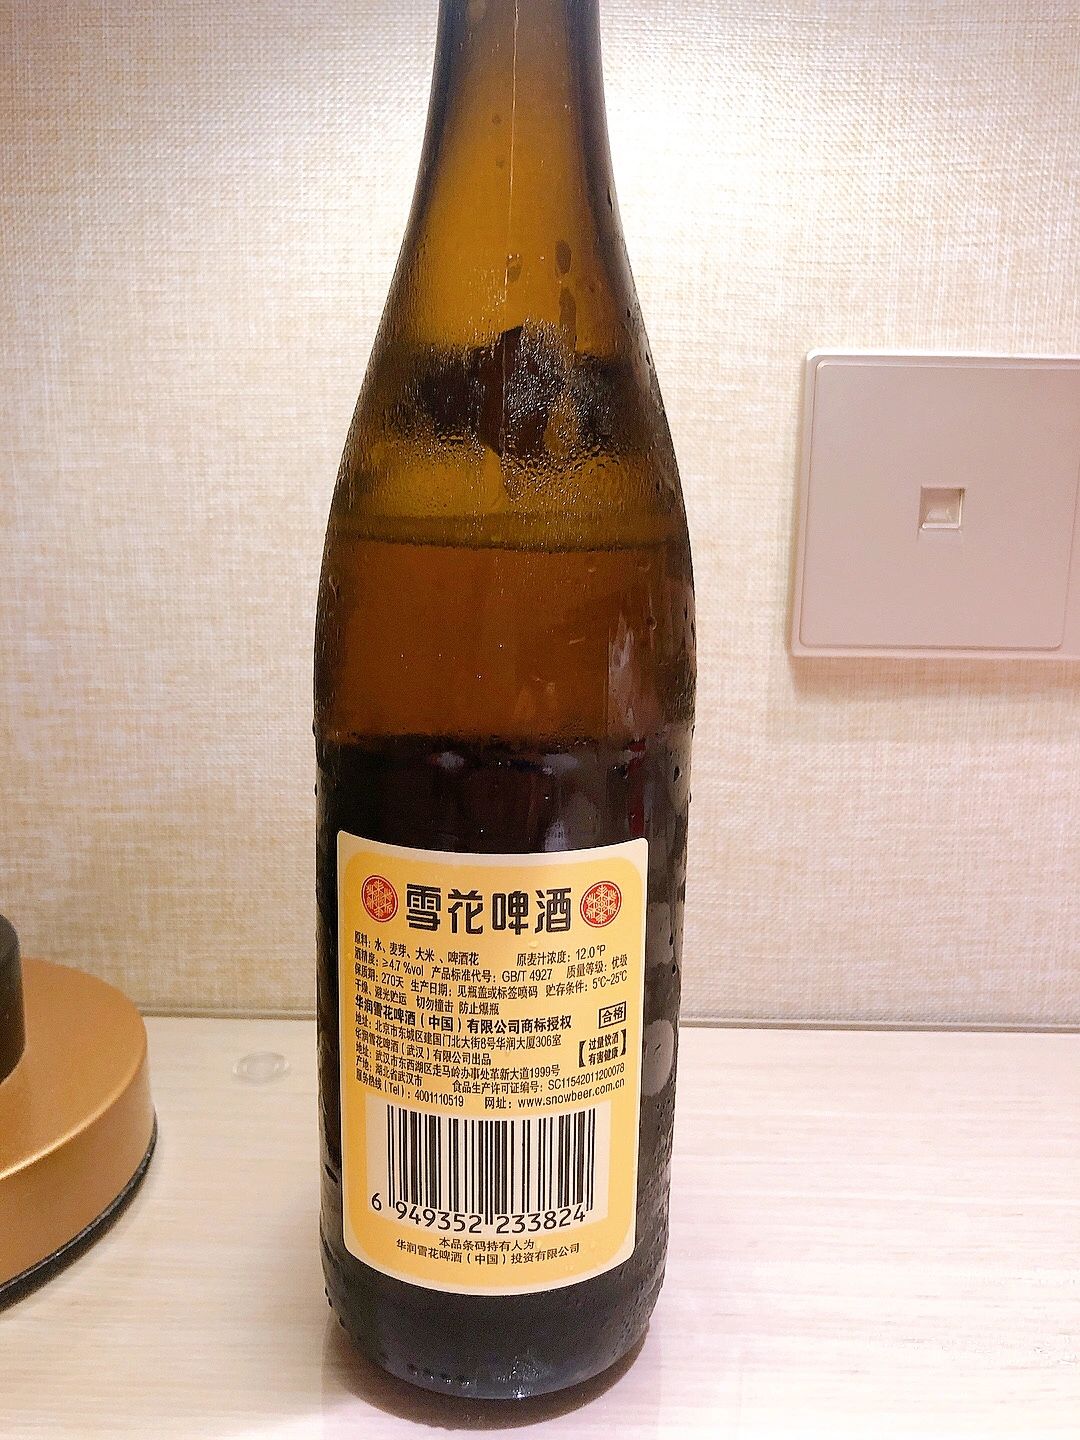 雪花啤酒
原料：水、麦芽、大米、啤酒花 原麦汁浓度：12.0°P
酒精度：≥4.7%vol 产品标准代号：GB/T 4927 质量等级：优级
保质期：270天 生产日期：见瓶盖或标签喷码 贮存条件：5℃~25℃
干燥、避光贮运 切勿撞击 防止爆瓶
华润雪花啤酒（中国）有限公司商标授权 合格
地址：北京市东城区建国门北大街8号华润大厦306室
华润雪花啤酒（武汉）有限公司出品
地址：武汉市东西湖区走马岭办事处革新大道1999号
【过量饮酒
有害健康】
产地：湖北省武汉市 食品生产许可证编号：SC11542011200078
服务热线（Tel）：4001110519 网址：www.snowbeer.com.cn
6 949352 233824
本品条码持有人为
华润雪花啤酒（中国）投资有限公司